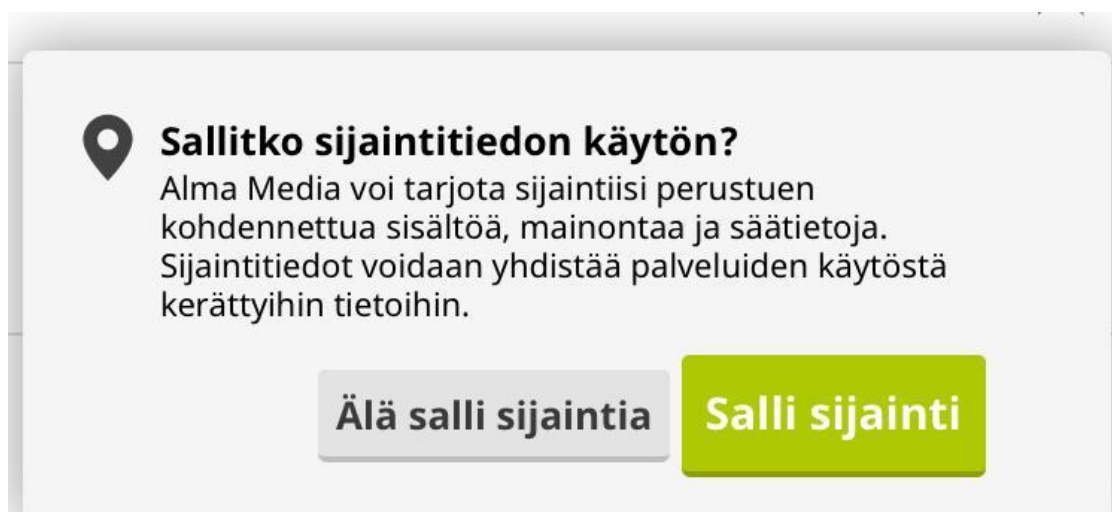 Sallitko sijaintitiedon käytön?
Alma Media voi tarjota sijaintiisi perustuen
kohdennettua sisältöä, mainontaa ja säätietoja.
Sijaintitiedot voidaan yhdistää palveluiden käytöstä
kerättyihin tietoihin.
Älä salli sijaintia
Salli sijainti